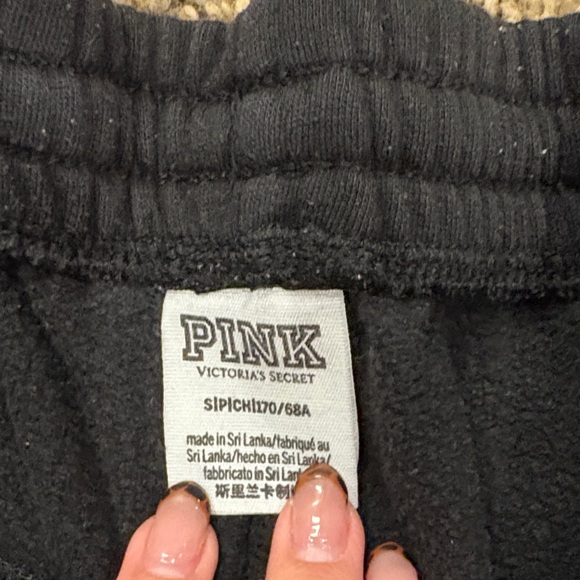 PINK
VICTORIA'S SECRET
S|P|CH|170/68A
made in Sri Lanka/fabriqué au
Sri Lanka/hecho en Sri Lanka/
fabbricato in Sri
斯里兰卡制